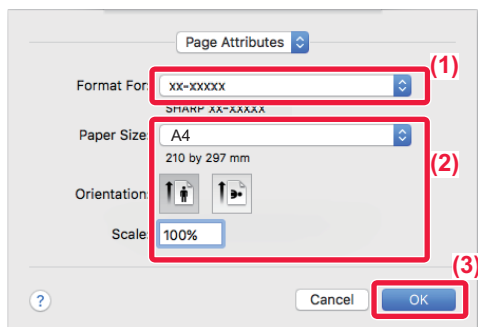 Page Attributes
(1)
Format For: xx-xxxxx
SHARP xx-xxxxx
Paper Size: A4
210 by 297 mm
(2)
Orientation:
Scale: 100%
(3)
? Cancel OK